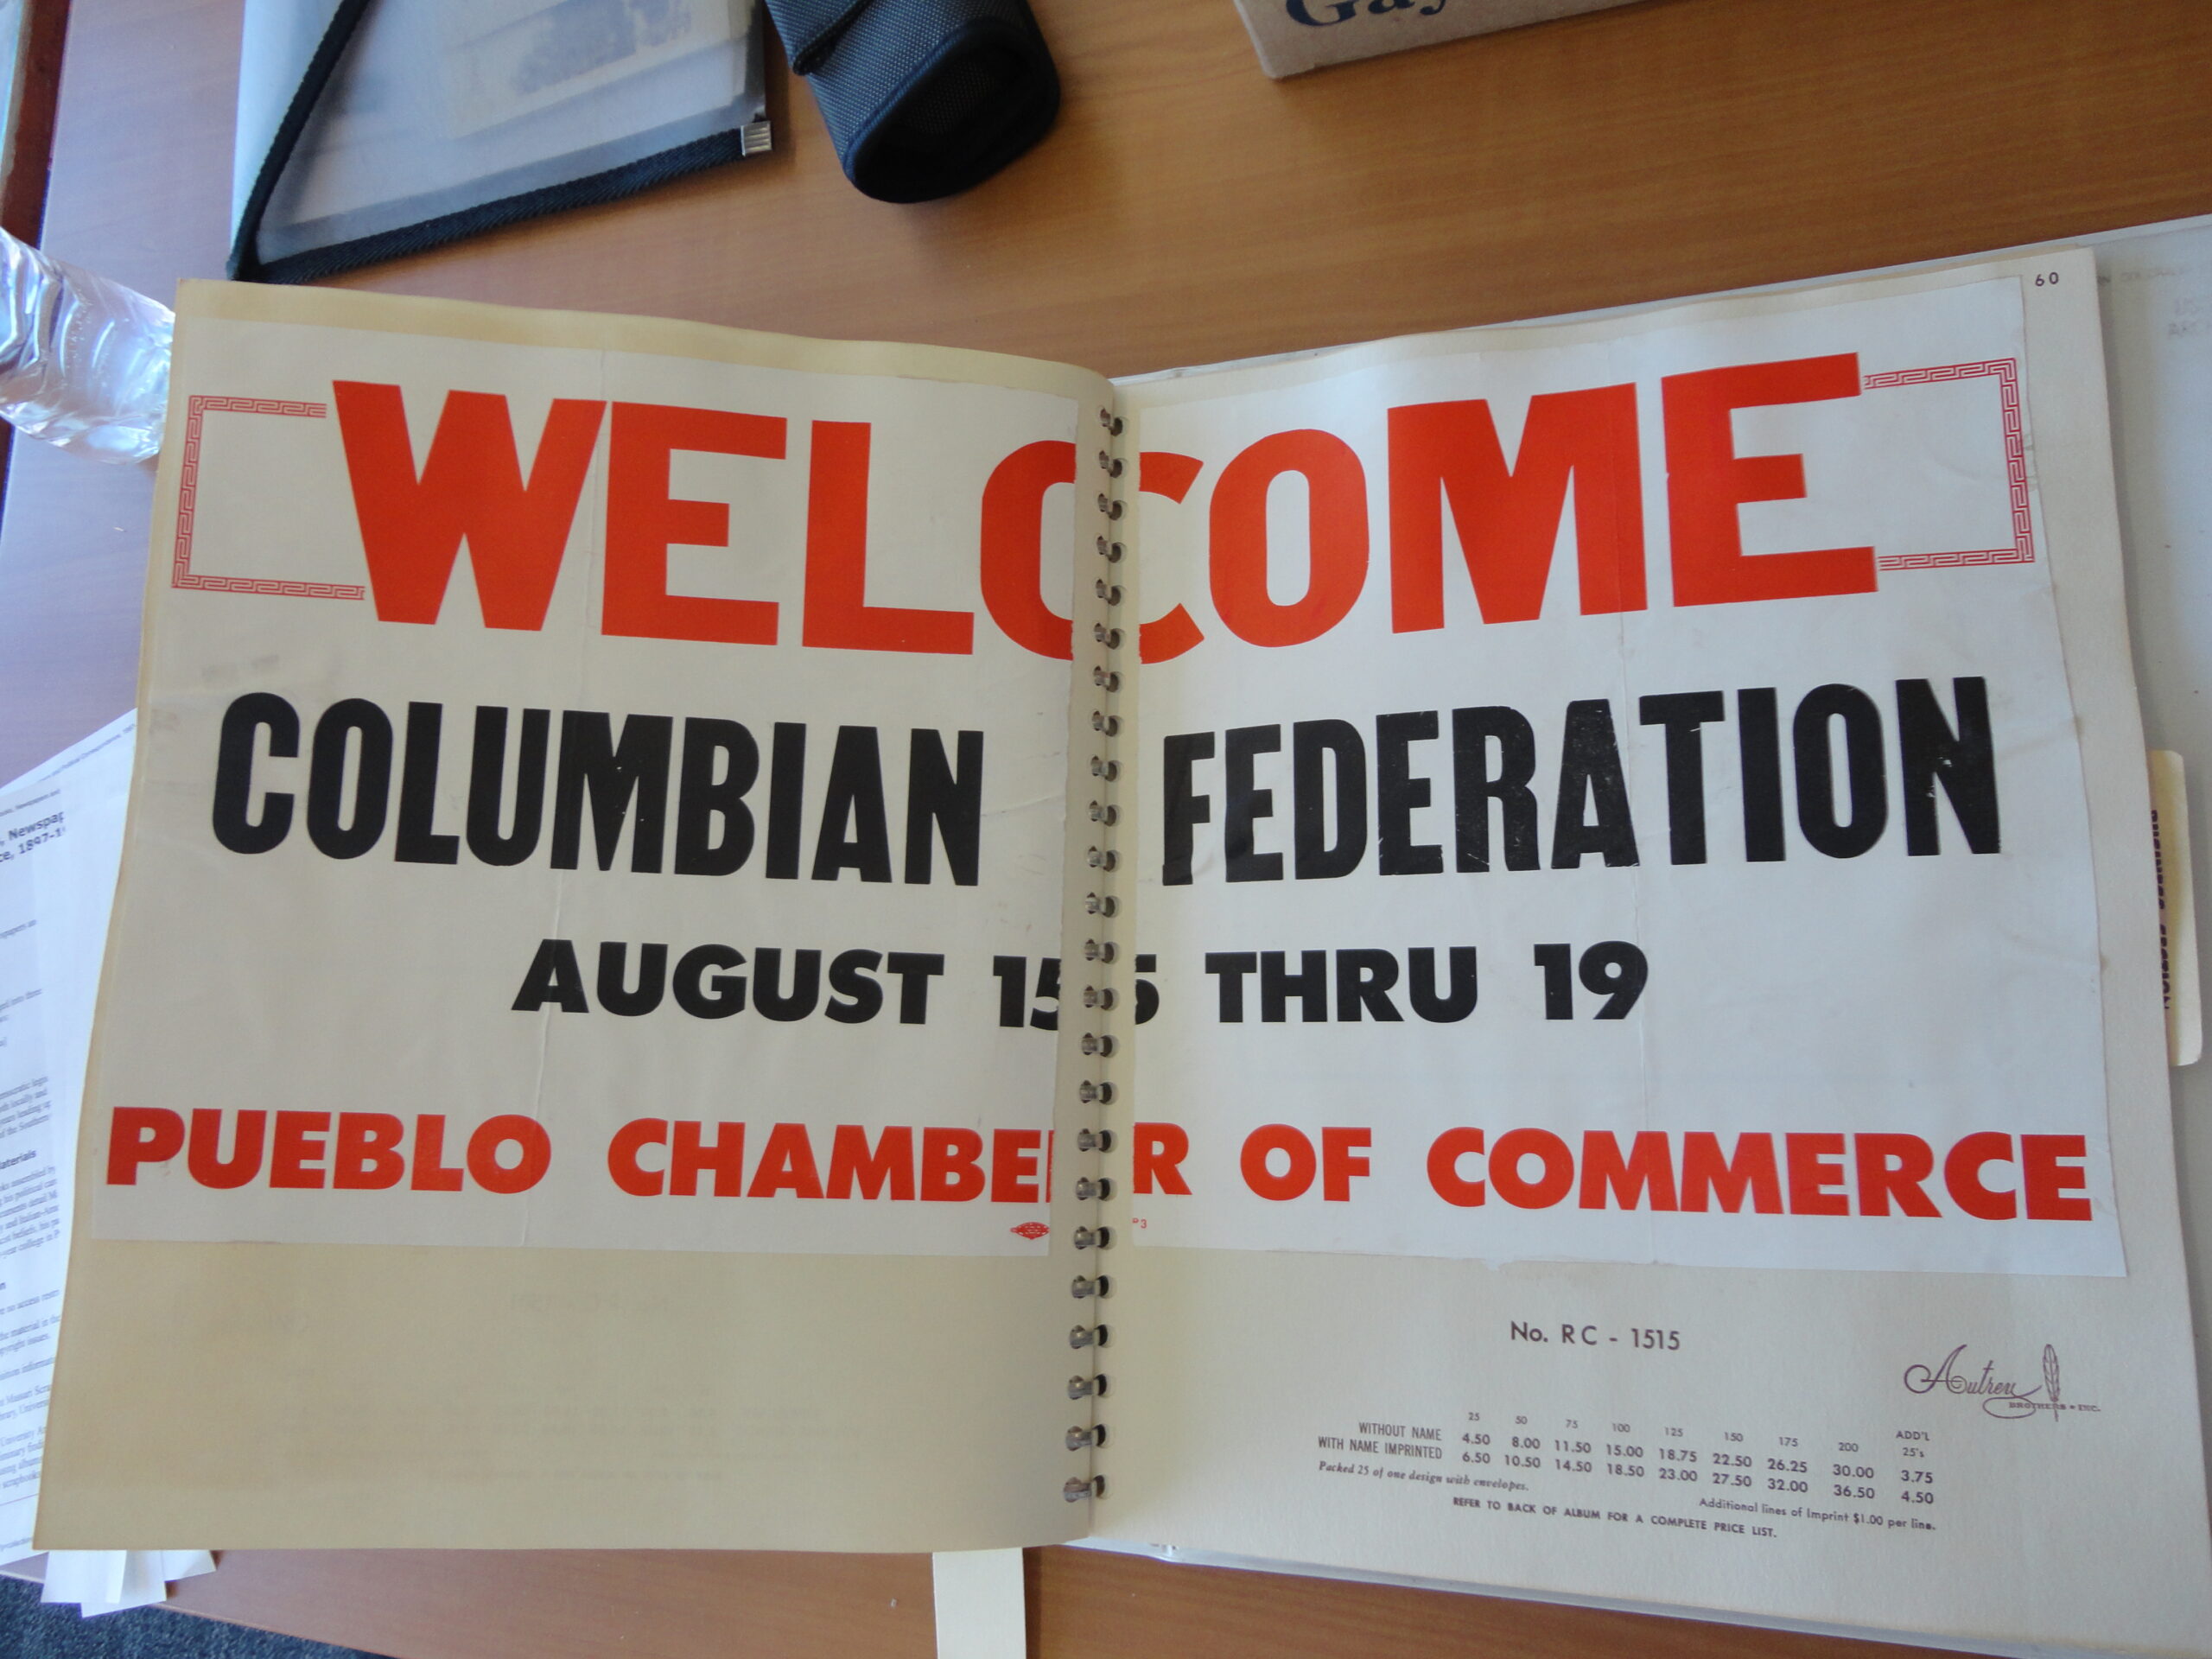 Gay
60
WELCOME
COLUMBIAN FEDERATION
AUGUST 15 THRU 19
PUEBLO CHAMBER OF COMMERCE
No. RC - 1515
Autrey
BROTHERS • INC.
25 50 75 100 125 150 175 200 ADD'L 25's
WITHOUT NAME 4.50 8.00 11.50 15.00 18.75 22.50 26.25 30.00 3.75
WITH NAME IMPRINTED 6.50 10.50 14.50 18.50 23.00 27.50 32.00 36.50 4.50
Packed 25 of one design with envelopes.
Additional lines of Imprint $1.00 per line.
REFER TO BACK OF ALBUM FOR A COMPLETE PRICE LIST.